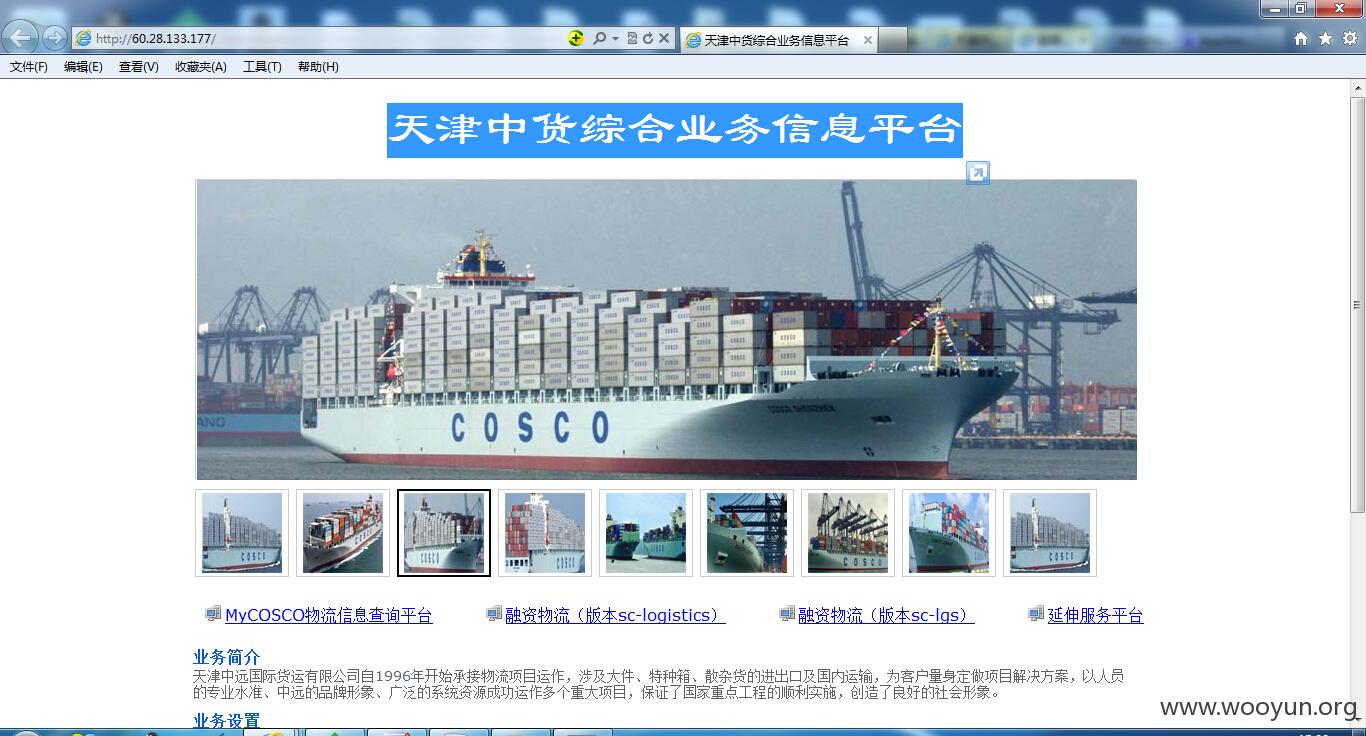 http://60.28.133.177/
天津中货综合业务信息平台
文件(F) 编辑(E) 查看(V) 收藏夹(A) 工具(T) 帮助(H)
天津中货综合业务信息平台
COSCO
COSCO SHENZHEN
MyCOSCO物流信息查询平台 融资物流（版本sc-logistics） 融资物流（版本sc-lgs） 延伸服务平台
业务简介
天津中远国际货运有限公司自1996年开始承接物流项目运作，涉及大件、特种箱、散杂货的进出口及国内运输，为客户量身定做项目解决方案，以人员
的专业水准、中远的品牌形象、广泛的系统资源成功运作多个重大项目，保证了国家重点工程的顺利实施，创造了良好的社会形象。
业务设置
www.wooyun.org